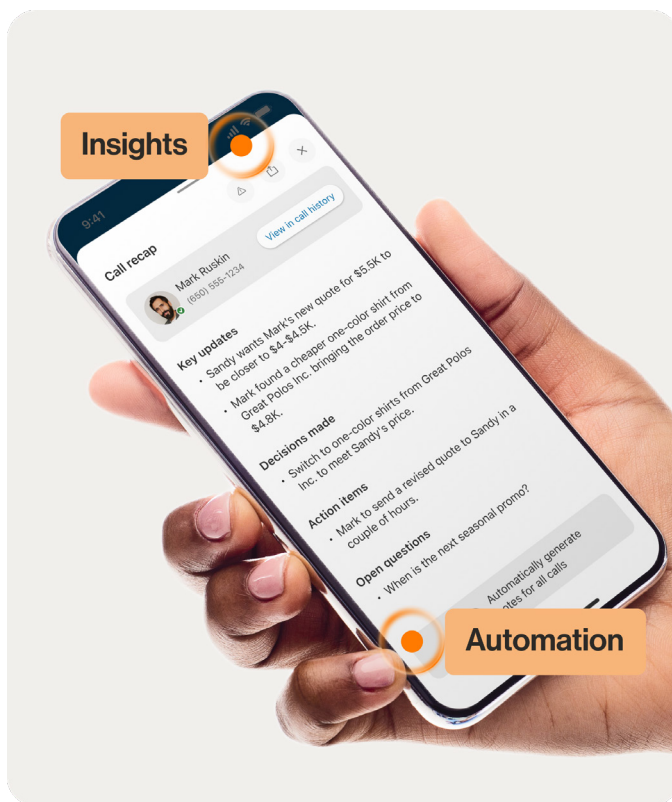 Insights
9:41
Call recap
Mark Ruskin
(650) 555-1234
View in call history
Key updates
• Sandy wants Mark's new quote for $5.5K to
be closer to $4-$4.5K.
• Mark found a cheaper one-color shirt from
Great Polos Inc. bringing the order price to
$4.8K.
Decisions made
• Switch to one-color shirts from Great Polos
Inc. to meet Sandy's price.
Action items
• Mark to send a revised quote to Sandy in a
couple of hours.
Open questions
• When is the next seasonal promo?
Automatically generate
for all calls
Automation